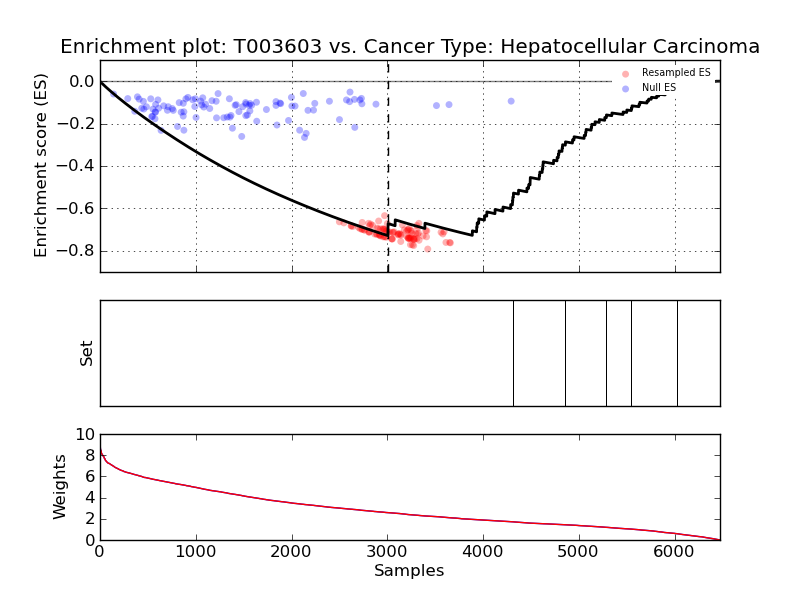 Enrichment plot: T003603 vs. Cancer Type: Hepatocellular Carcinoma
Enrichment score (ES)
0.0
−0.2
−0.4
−0.6
−0.8
Resampled ES
Null ES
Set
Weights
10
8
6
4
2
0
0 1000 2000 3000 4000 5000 6000
Samples